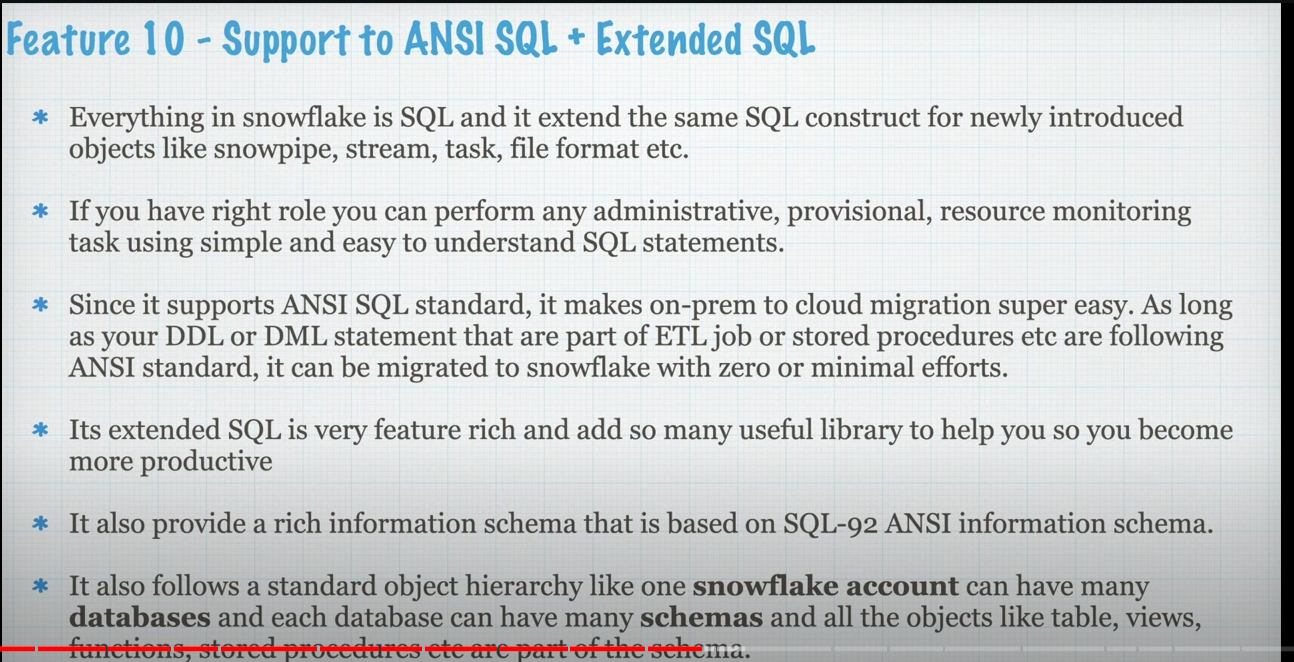 Feature 10 - Support to ANSI SQL + Extended SQL
* Everything in snowflake is SQL and it extend the same SQL construct for newly introduced
objects like snowpipe, stream, task, file format etc.
* If you have right role you can perform any administrative, provisional, resource monitoring
task using simple and easy to understand SQL statements.
* Since it supports ANSI SQL standard, it makes on-prem to cloud migration super easy. As long
as your DDL or DML statement that are part of ETL job or stored procedures etc are following
ANSI standard, it can be migrated to snowflake with zero or minimal efforts.
* Its extended SQL is very feature rich and add so many useful library to help you so you become
more productive
* It also provide a rich information schema that is based on SQL-92 ANSI information schema.
* It also follows a standard object hierarchy like one snowflake account can have many
databases and each database can have many schemas and all the objects like table, views,
functions, stored procedures etc are part of the schema.